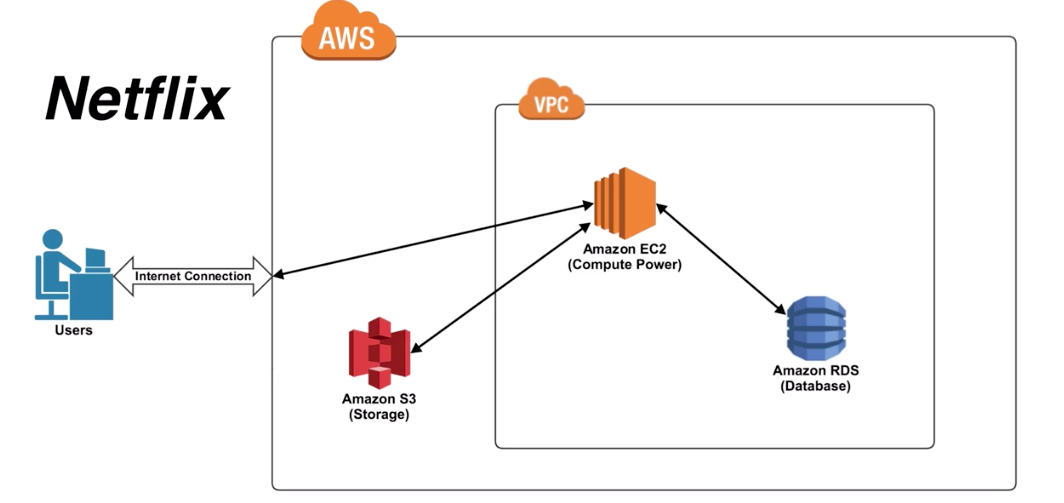 AWS
Netflix
VPC
Amazon EC2
(Compute Power)
Internet Connection
Users
Amazon RDS
(Database)
Amazon S3
(Storage)